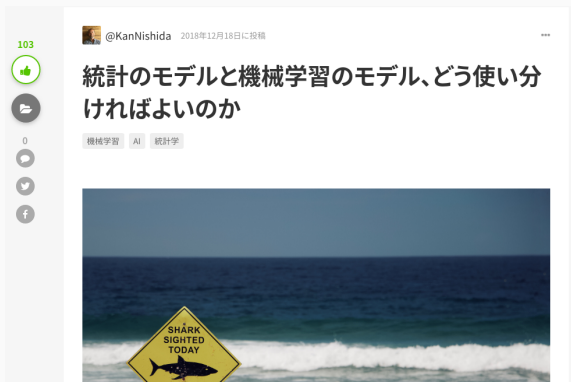 103
@KanNishida 2018年12月18日に投稿
統計のモデルと機械学習のモデル、どう使い分
ければよいのか
機械学習 AI 統計学
0
SHARK
SIGHTED
TODAY